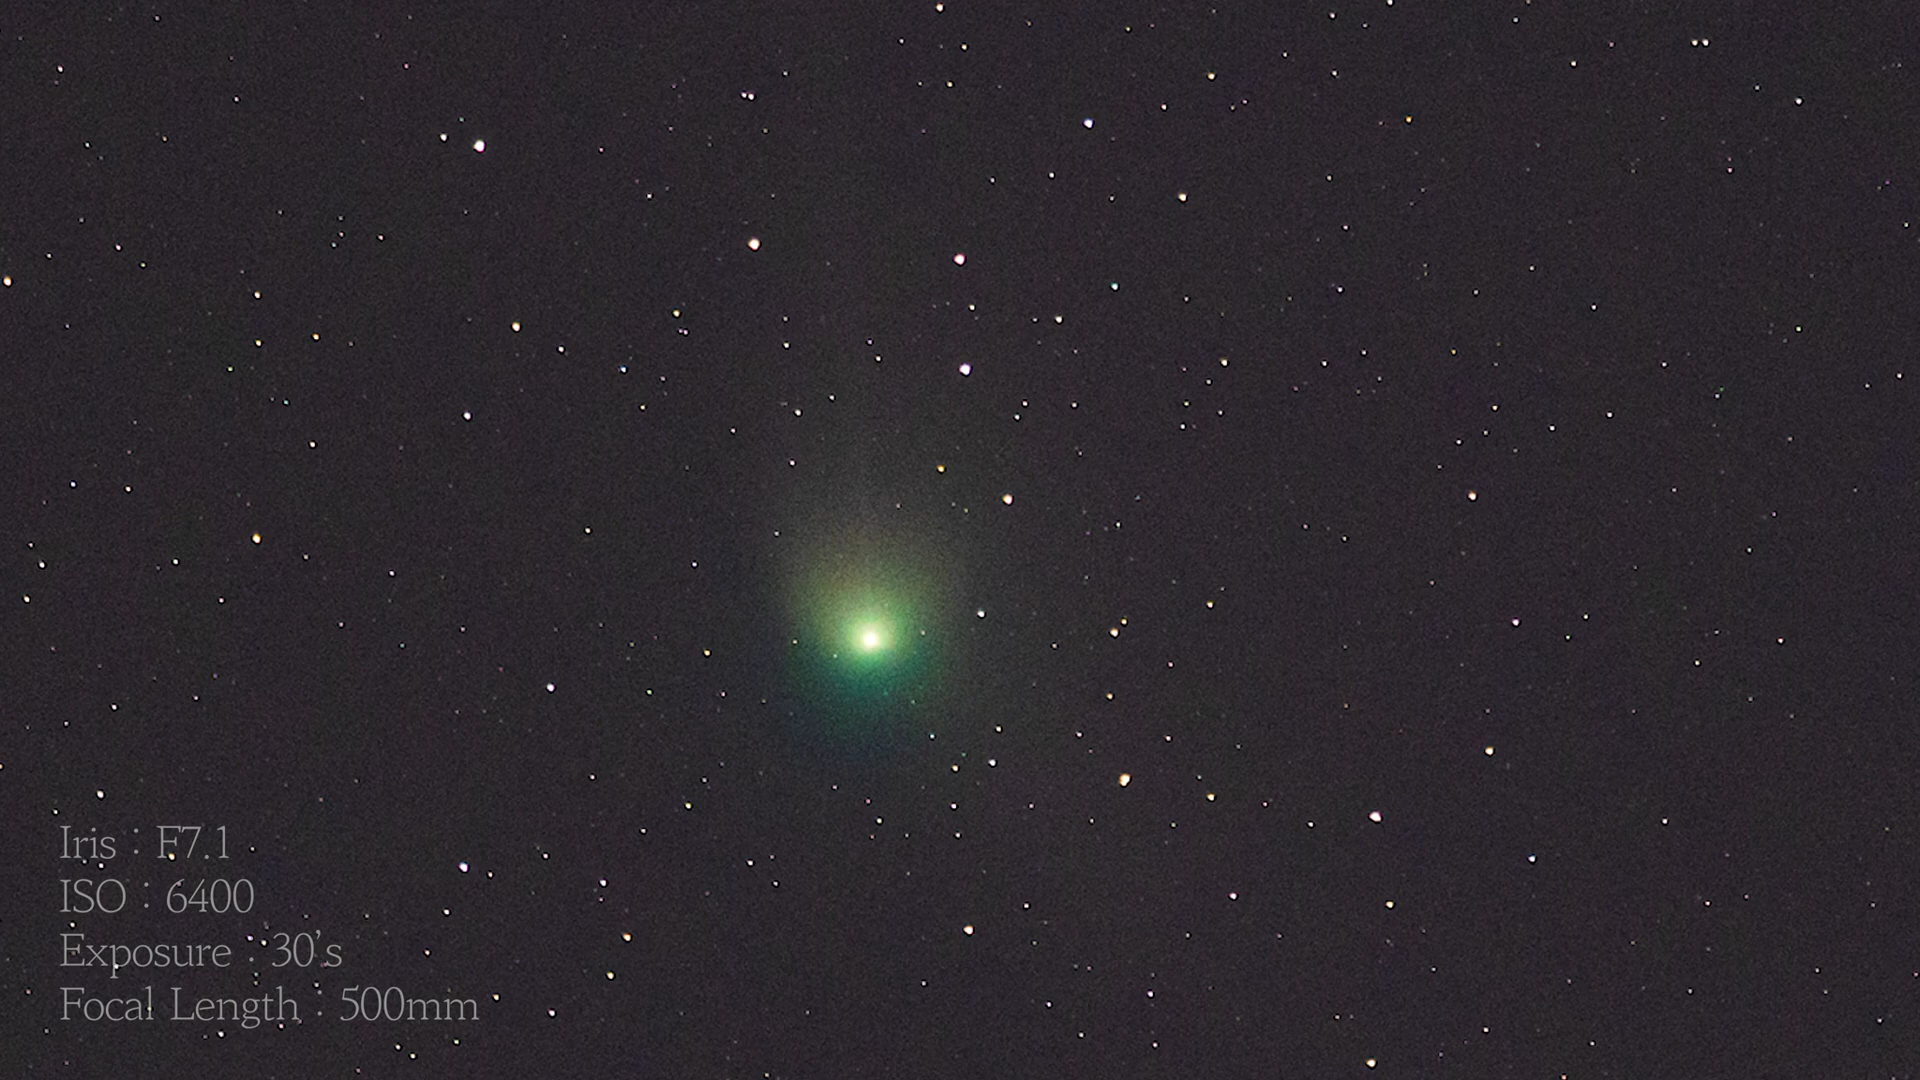 Iris : F7.1
ISO : 6400
Exposure : 30's
Focal Length : 500mm